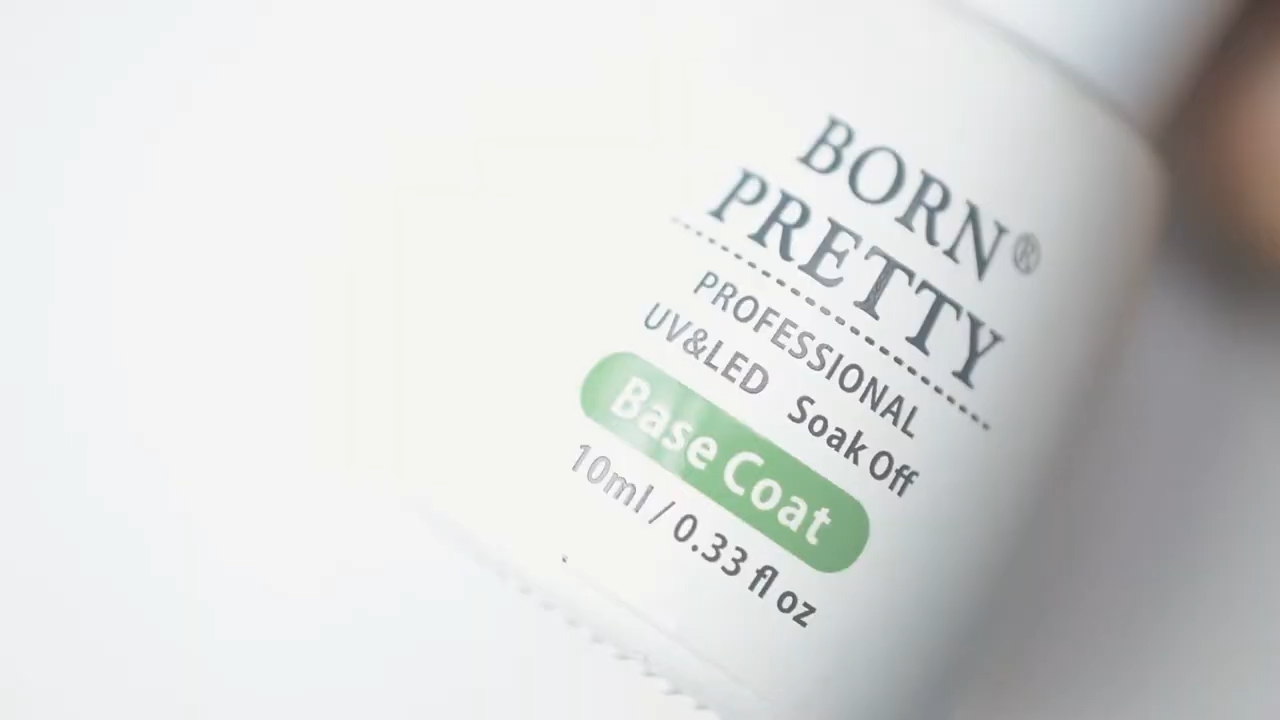 BORN®
PRETTY
PROFESSIONAL
UV&LED Soak Off
Base Coat
10ml / 0.33 fl oz